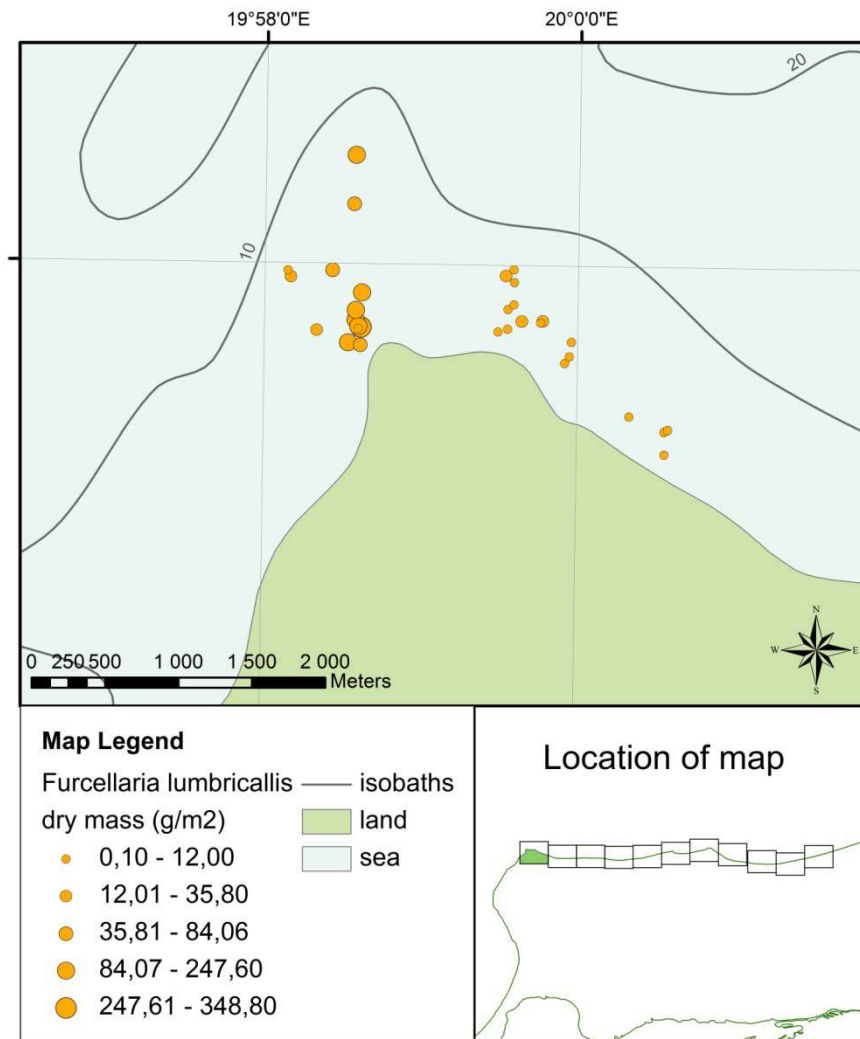 19°58'0"E
20°0'0"E
20
10
N
W
E
S
0 250 500 1 000 1 500 2 000
Meters
Map Legend
Furcellaria lumbricallis
dry mass (g/m2)
0,10 - 12,00
12,01 - 35,80
35,81 - 84,06
84,07 - 247,60
247,61 - 348,80
isobaths
land
sea
Location of map